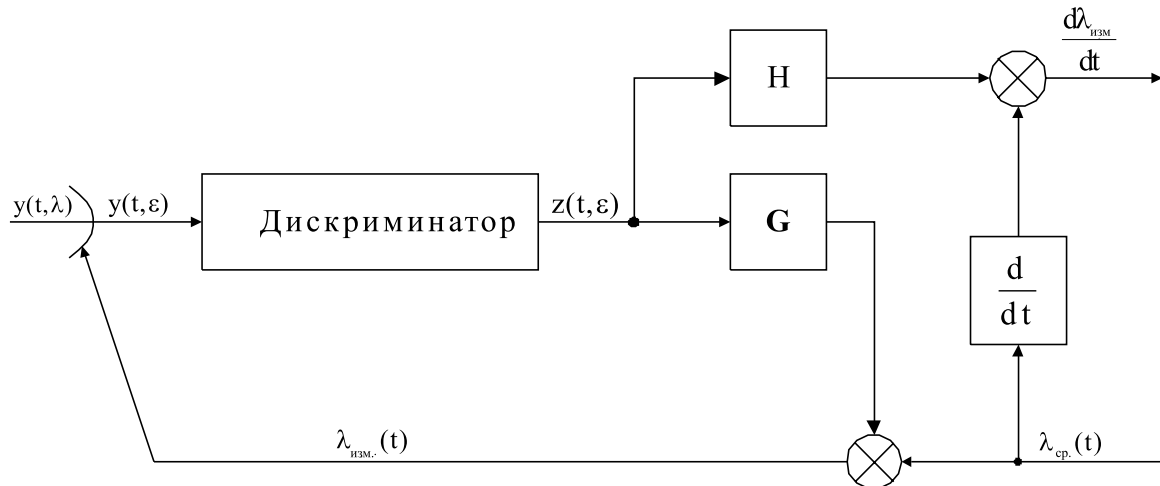 dλизм
dt
H
y(t,λ)
y(t,ε)
Дискриминатор
z(t,ε)
G
d
dt
λизм.(t)
λср.(t)